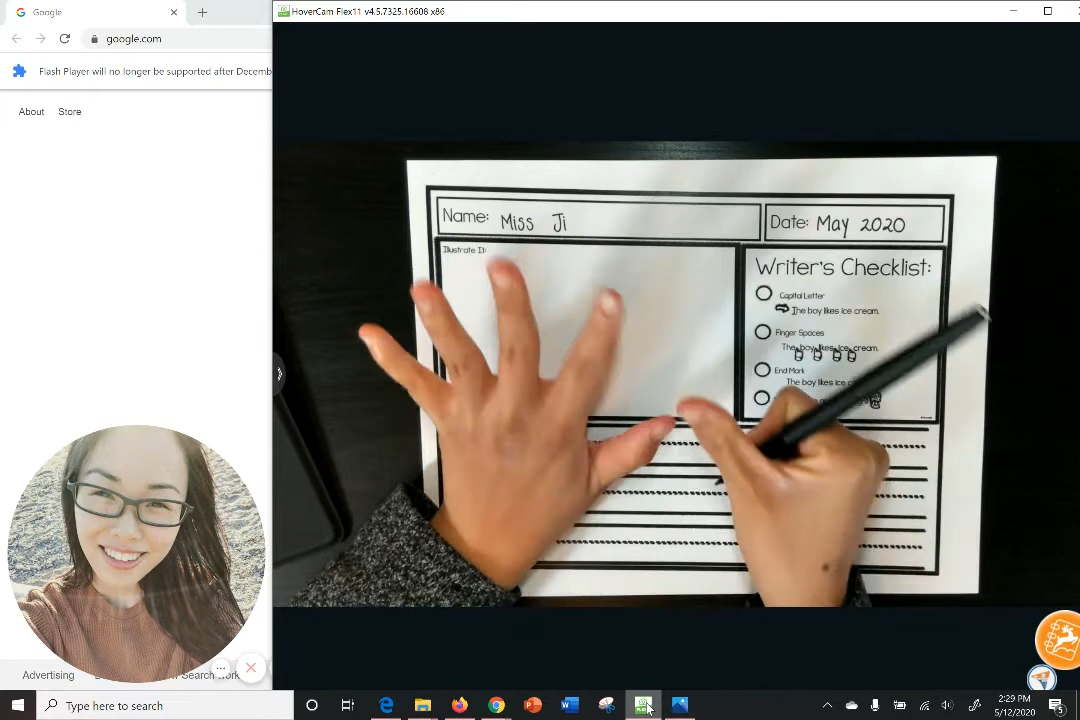 Google
HoverCam Flex11 v4.5.7325.16608 x86
google.com
Flash Player will no longer be supported after Decemb
About
Store
Name: Miss Ji
Date: May 2020
Illustrate It:
Writer's Checklist:
Capital Letter
The boy likes ice cream.
Finger Spaces
The boy likes ice cream.
End Mark
The boy likes ice
Advertising
Search
Type here to search
2:29 PM
5/12/2020
5